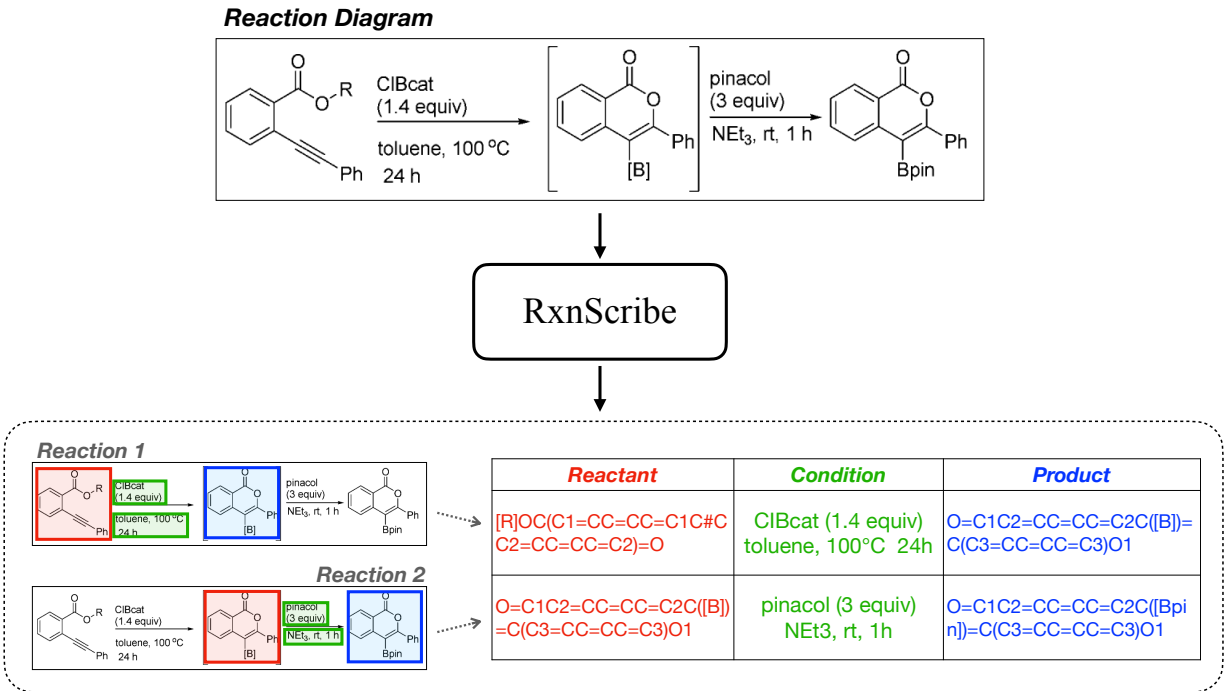 Reaction Diagram
O
O
R
Ph
ClBcat
(1.4 equiv)
toluene, 100 °C
24 h
O
O
Ph
[B]
pinacol
(3 equiv)
NEt₃, rt, 1 h
O
O
Ph
Bpin
RxnScribe
Reaction 1
O
O
R
Ph
ClBcat
(1.4 equiv)
toluene, 100 °C
24 h
O
O
Ph
[B]
pinacol
(3 equiv)
NEt₃, rt, 1 h
O
O
Ph
Bpin
Reaction 2
O
O
R
Ph
ClBcat
(1.4 equiv)
toluene, 100 °C
24 h
O
O
Ph
[B]
pinacol
(3 equiv)
NEt₃, rt, 1 h
O
O
Ph
Bpin
Reactant Condition Product
[R]OC(C1=CC=CC=C1C#C
C2=CC=CC=C2)=O
ClBcat (1.4 equiv)
toluene, 100°C 24h
O=C1C2=CC=CC=C2C([B])=
C(C3=CC=CC=C3)O1
O=C1C2=CC=CC=C2C([B])
=C(C3=CC=CC=C3)O1
pinacol (3 equiv)
NEt3, rt, 1h
O=C1C2=CC=CC=C2C([Bpi
n])=C(C3=CC=CC=C3)O1